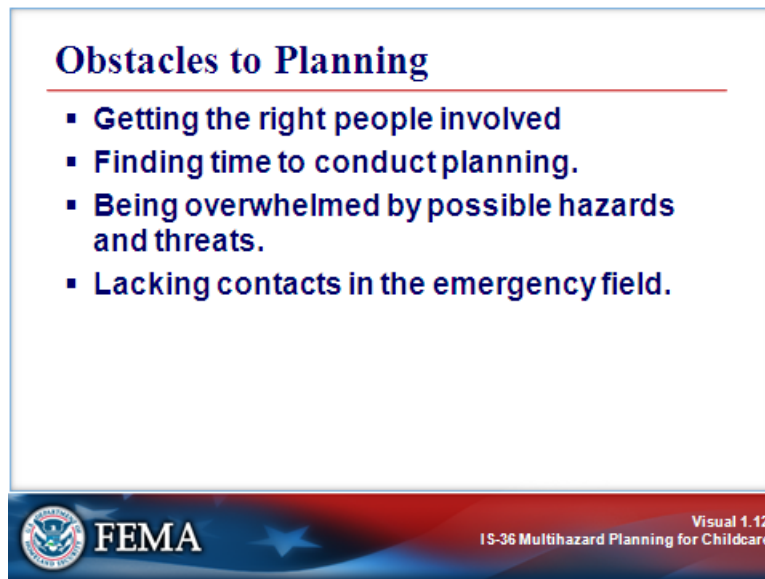 Obstacles to Planning
▪ Getting the right people involved
▪ Finding time to conduct planning.
▪ Being overwhelmed by possible hazards
and threats.
▪ Lacking contacts in the emergency field.
FEMA
Visual 1.12
IS-36 Multihazard Planning for Childcare